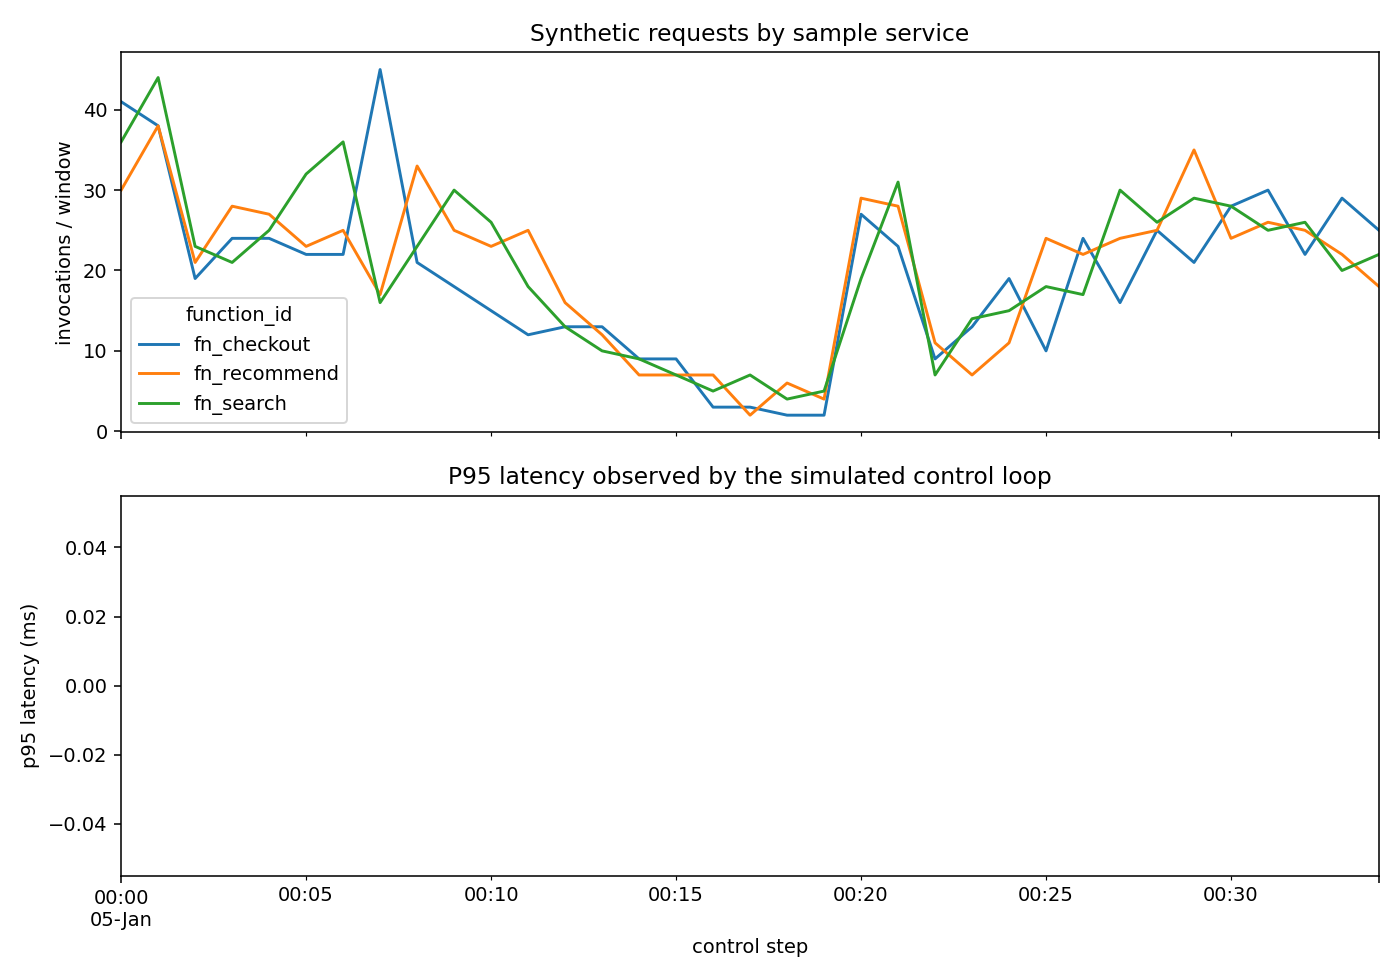 Synthetic requests by sample service
invocations / window
40
30
20
10
0
function_id
fn_checkout
fn_recommend
fn_search
P95 latency observed by the simulated control loop
p95 latency (ms)
0.04
0.02
0.00
−0.02
−0.04
00:00 00:05 00:10 00:15 00:20 00:25 00:30
05-Jan
control step